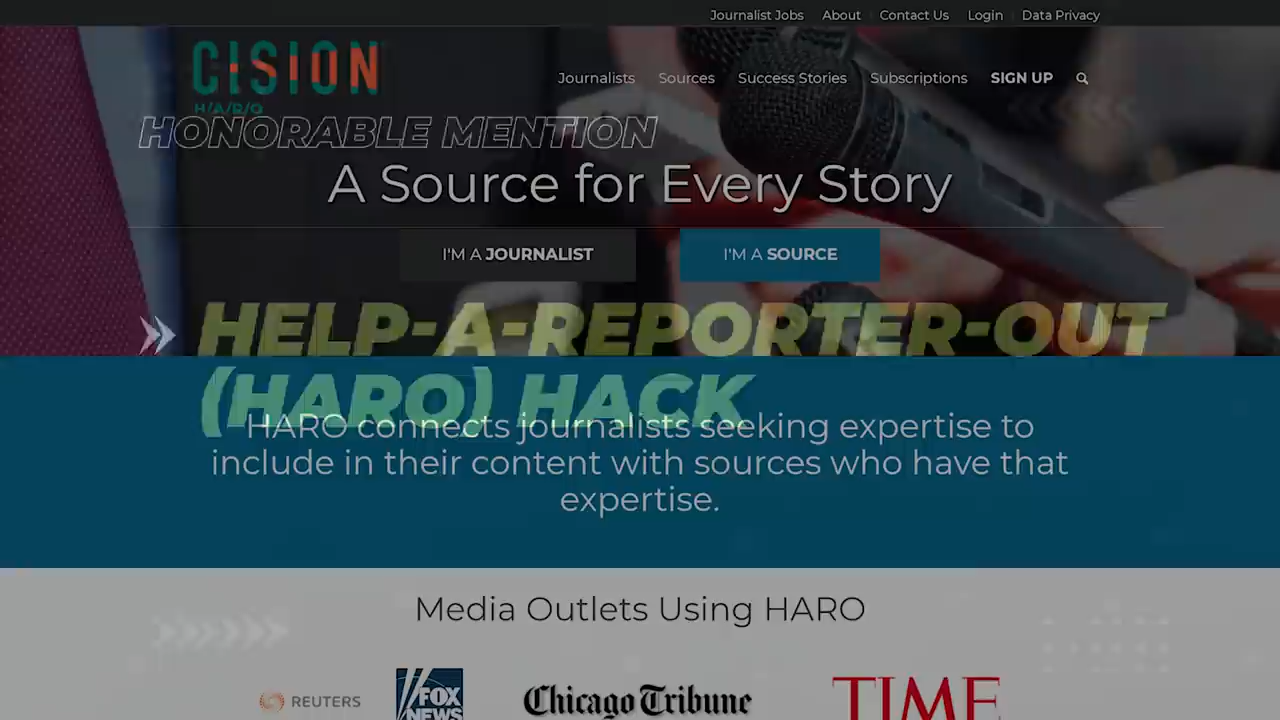 Journalist Jobs About Contact Us Login Data Privacy
CISION
H/A/R/O
Journalists Sources Success Stories Subscriptions SIGN UP
HONORABLE MENTION
A Source for Every Story
I'M A JOURNALIST I'M A SOURCE
HELP-A-REPORTER-OUT
(HARO) HACK
HARO connects journalists seeking expertise to
include in their content with sources who have that
expertise.
Media Outlets Using HARO
REUTERS FOX NEWS Chicago Tribune TIME